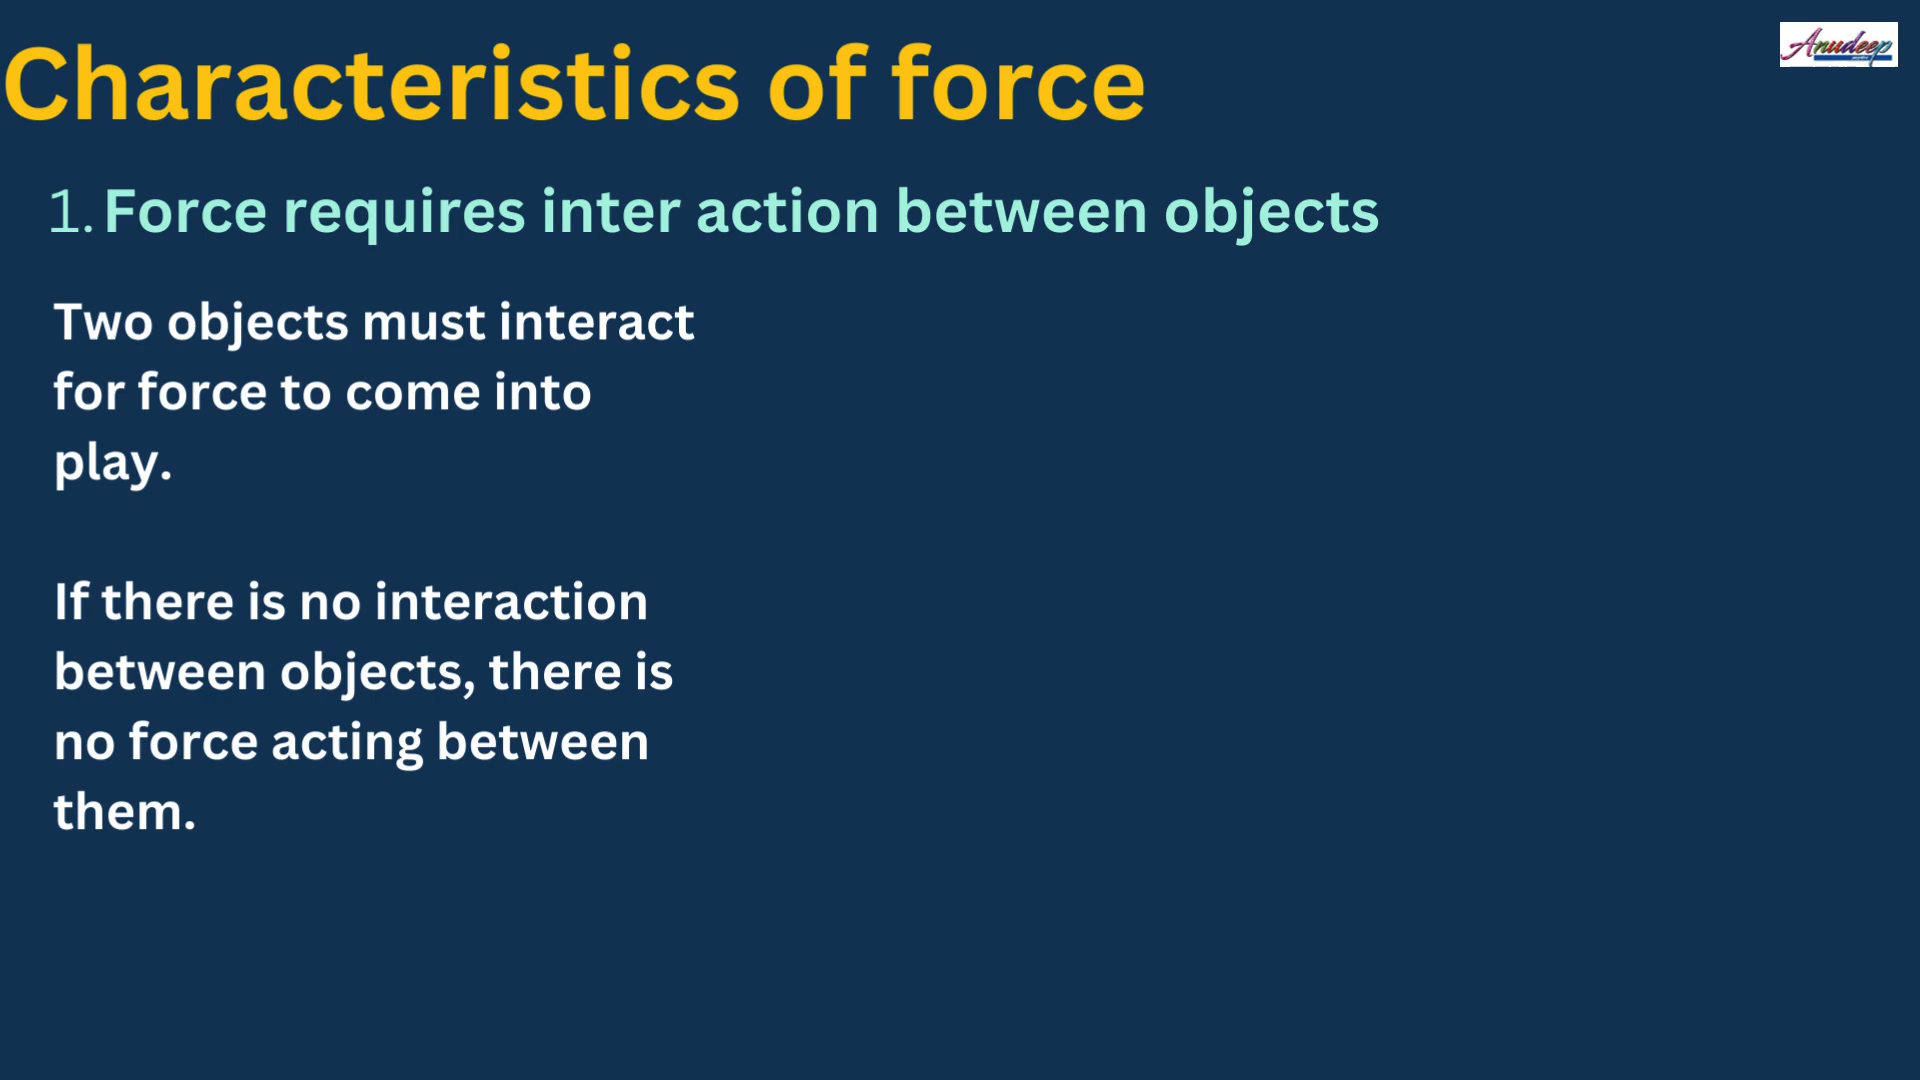 Characteristics of force
Anudeep
1. Force requires inter action between objects
Two objects must interact
for force to come into
play.
If there is no interaction
between objects, there is
no force acting between
them.